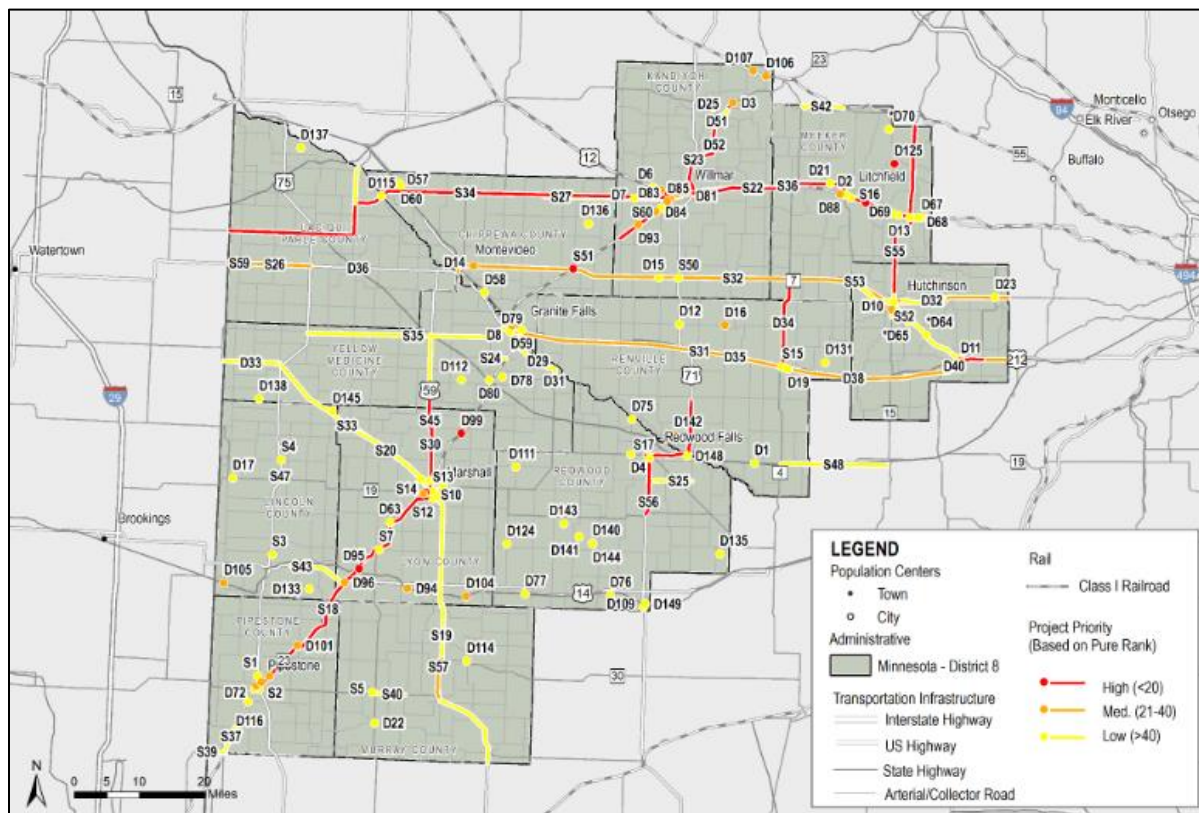 D107
D106
23
KANDIYOHI
COUNTY
15
D25
D3
S42
Monticello
Otsego
94
Elk River
D51
*D70
MEEKER
COUNTY
D137
12
D52
55
Buffalo
D125
75
S23
Willmar
D21
Litchfield
D57
D6
D85
D2
D115
S34
S27
D7
D83
D81
S22
S36
S16
D60
S60
D84
D88
D69
D67
D68
D136
D13
LAC QUI
PARLE COUNTY
CHIPPEWA COUNTY
D93
Montevideo
Watertown
S55
S51
S59
S26
D36
D14
D15
S50
S32
7
S53
Hutchinson
494
D58
D10
D32
D23
S52
D12
D16
D34
*D64
D79
Granite Falls
*D65
S35
D8
D59
D11
S24
S31
D35
S15
D131
212
YELLOW
MEDICINE
COUNTY
D29
RENVILLE
COUNTY
D40
D33
D112
D78
D31
71
D19
D38
D80
59
29
D138
D145
S45
15
D75
D142
S33
D99
S30
S4
S20
S17
Redwood Falls
D111
D1
19
Marshall
D4
D148
S48
D17
S13
REDWOOD
COUNTY
4
S47
S14
S10
S25
19
LINCOLN
COUNTY
S12
S56
D63
D143
Brookings
S7
D124
D140
D135
S3
D141
D144
D95
LYON COUNTY
D105
S43
D133
D96
D94
D104
D77
14
D76
D109
D149
S18
PIPESTONE
COUNTY
S19
D101
S57
D114
30
S1
23
Pipestone
D72
S2
S5
S40
D116
D22
S37
MURRAY COUNTY
S39
N
0 5 10 20
Miles
LEGEND
Population Centers
Town
City
Administrative
Minnesota - District 8
Transportation Infrastructure
Interstate Highway
US Highway
State Highway
Arterial/Collector Road
Rail
Class I Railroad
Project Priority
(Based on Pure Rank)
High (<20)
Med. (21-40)
Low (>40)